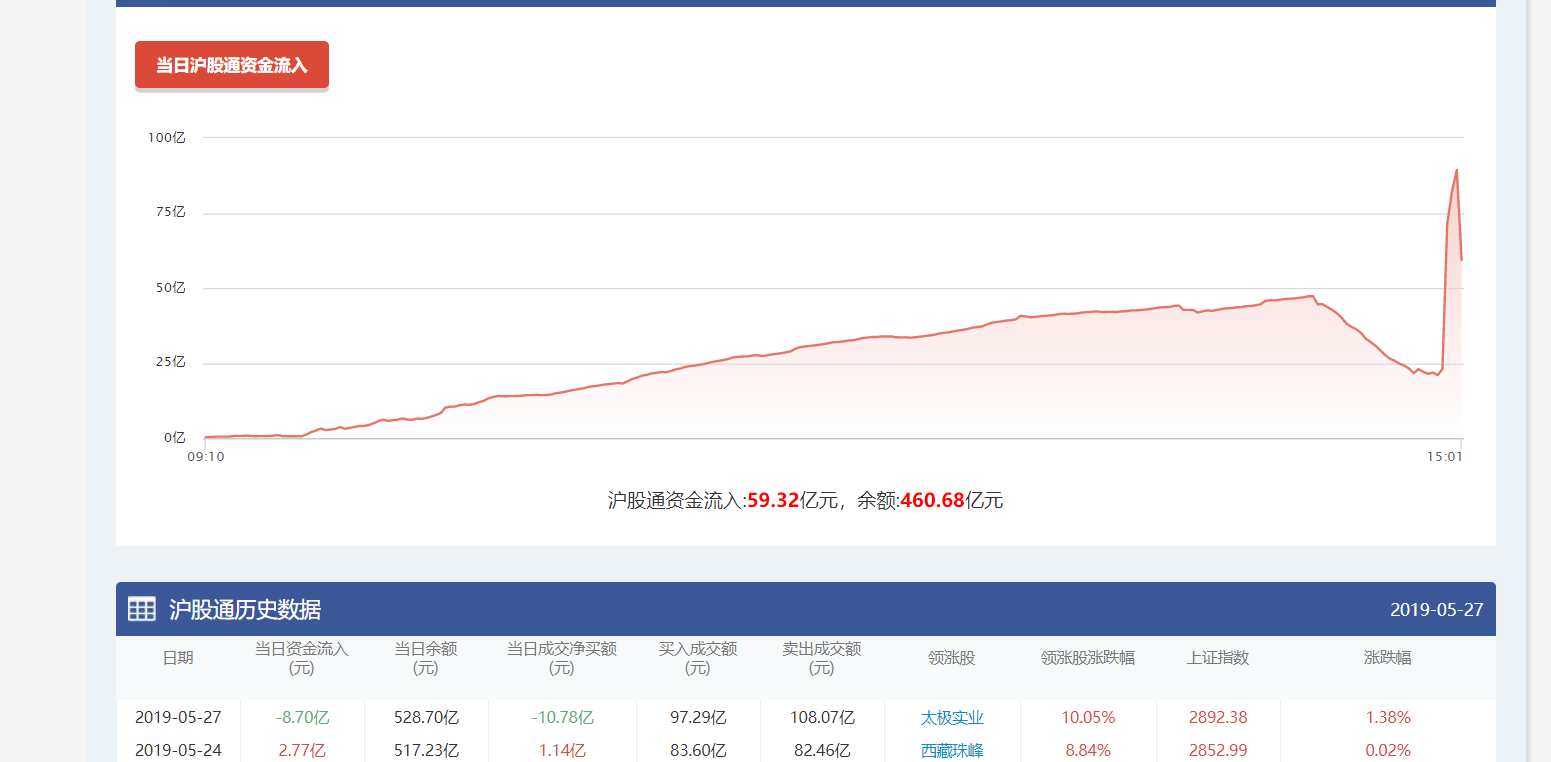 当日沪股通资金流入
100亿
75亿
50亿
25亿
0亿
09:10 15:01
沪股通资金流入:59.32亿元，余额:460.68亿元
沪股通历史数据 2019-05-27
日期 当日资金流入(元) 当日余额(元) 当日成交净买额(元) 买入成交额(元) 卖出成交额(元) 领涨股 领涨股涨跌幅 上证指数 涨跌幅
2019-05-27 -8.70亿 528.70亿 -10.78亿 97.29亿 108.07亿 太极实业 10.05% 2892.38 1.38%
2019-05-24 2.77亿 517.23亿 1.14亿 83.60亿 82.46亿 西藏珠峰 8.84% 2852.99 0.02%